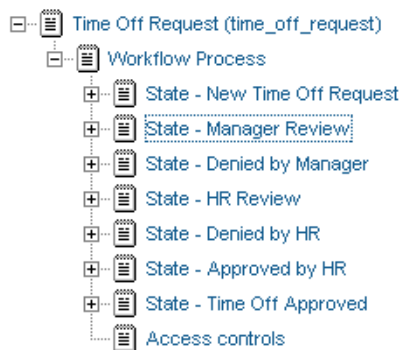 Time Off Request (time_off_request)
Workflow Process
State - New Time Off Request
State - Manager Review
State - Denied by Manager
State - HR Review
State - Denied by HR
State - Approved by HR
State - Time Off Approved
Access controls